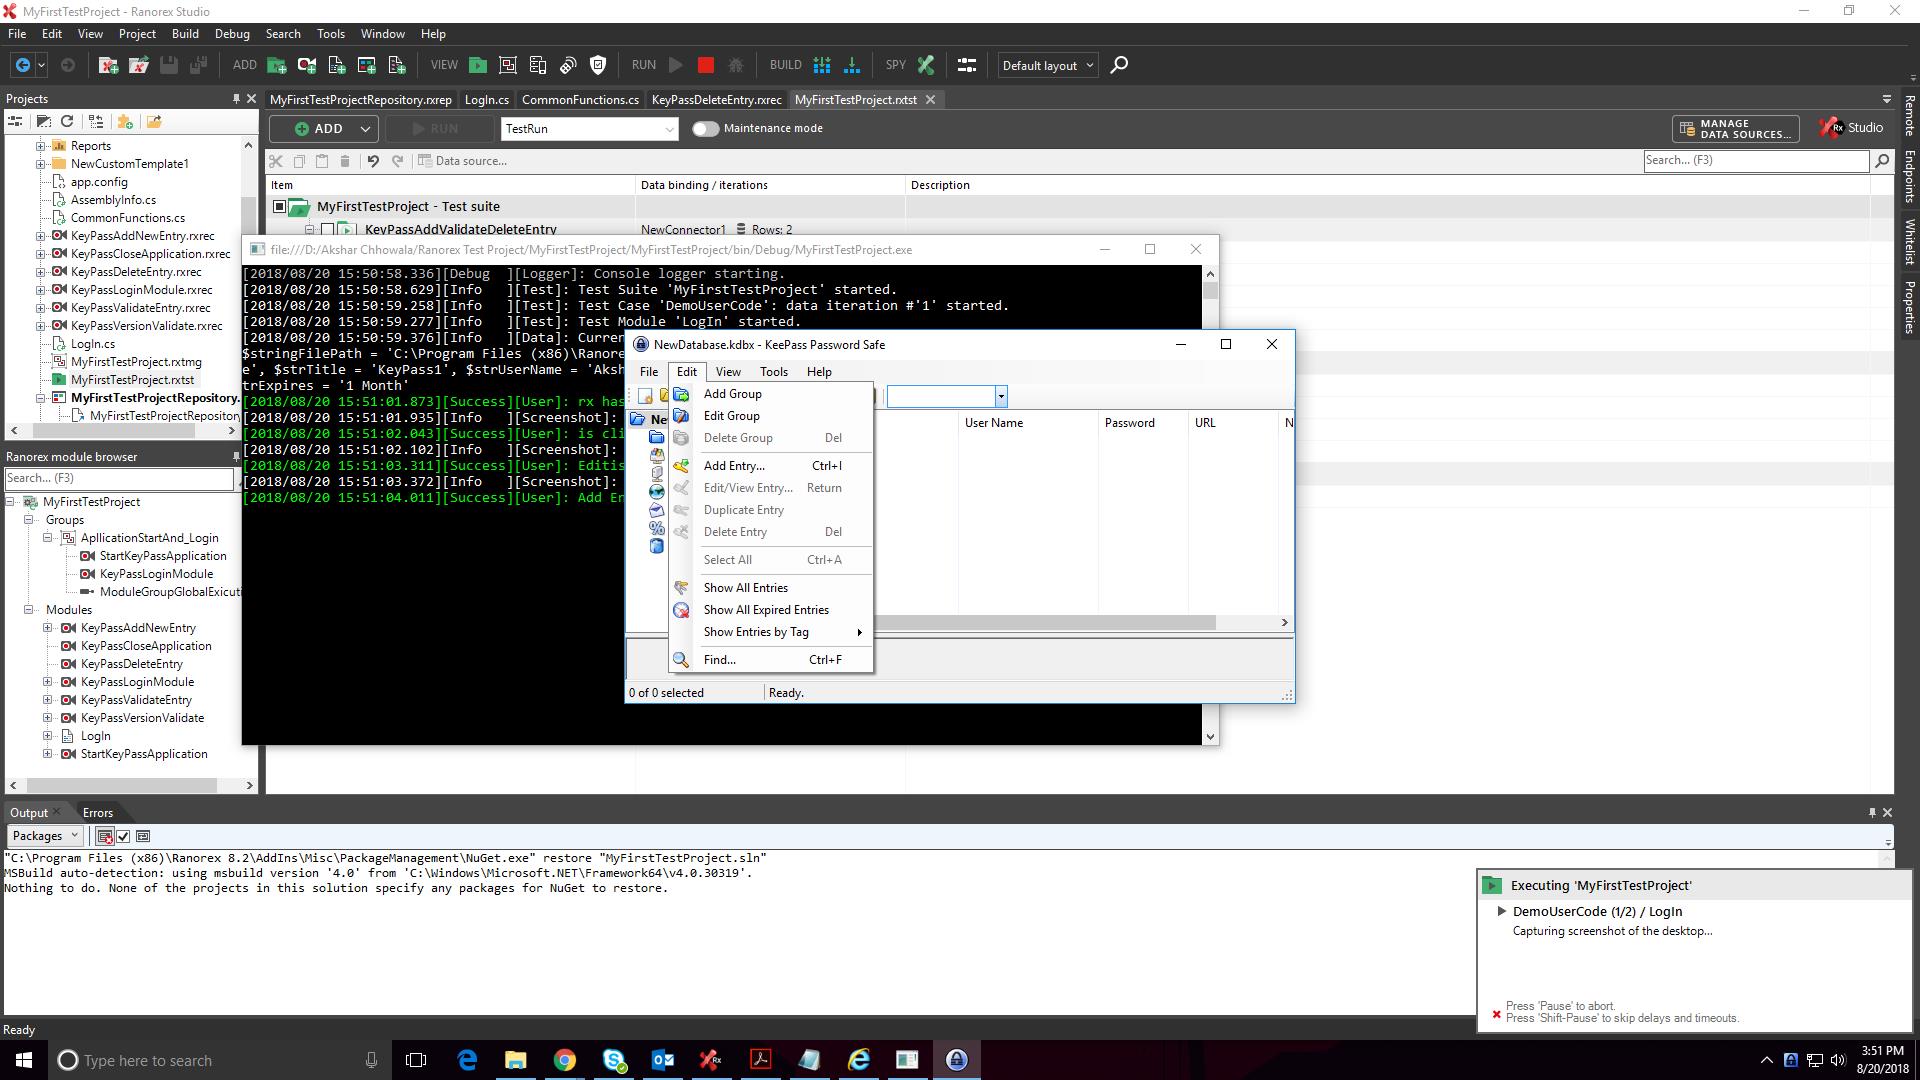 MyFirstTestProject - Ranorex Studio
File Edit View Project Build Debug Search Tools Window Help
ADD VIEW RUN BUILD SPY Default layout
Projects
MyFirstTestProjectRepository.rxrep LogIn.cs CommonFunctions.cs KeyPassDeleteEntry.rxrec MyFirstTestProject.rxtst
ADD RUN TestRun Maintenance mode MANAGE
DATA SOURCES... Rx Studio
Data source... Search... (F3)
Item Data binding / iterations Description
MyFirstTestProject - Test suite
KeyPassAddValidateDeleteEntry NewConnector1 Rows: 2
Reports
NewCustomTemplate1
app.config
AssemblyInfo.cs
CommonFunctions.cs
KeyPassAddNewEntry.rxrec
KeyPassCloseApplication.rxrec
KeyPassDeleteEntry.rxrec
KeyPassLoginModule.rxrec
KeyPassValidateEntry.rxrec
KeyPassVersionValidate.rxrec
LogIn.cs
MyFirstTestProject.rxtmg
MyFirstTestProject.rxtst
MyFirstTestProjectRepository.
MyFirstTestProjectRepository
Ranorex module browser
Search... (F3)
MyFirstTestProject
Groups
ApllicationStartAnd_Login
StartKeyPassApplication
KeyPassLoginModule
ModuleGroupGlobalExicuti
Modules
KeyPassAddNewEntry
KeyPassCloseApplication
KeyPassDeleteEntry
KeyPassLoginModule
KeyPassValidateEntry
KeyPassVersionValidate
LogIn
StartKeyPassApplication
file:///D:/Akshar Chhowala/Ranorex Test Project/MyFirstTestProject/MyFirstTestProject/bin/Debug/MyFirstTestProject.exe
[2018/08/20 15:50:58.336][Debug ][Logger]: Console logger starting.
[2018/08/20 15:50:58.629][Info ][Test]: Test Suite 'MyFirstTestProject' started.
[2018/08/20 15:50:59.258][Info ][Test]: Test Case 'DemoUserCode': data iteration #'1' started.
[2018/08/20 15:50:59.277][Info ][Test]: Test Module 'LogIn' started.
[2018/08/20 15:50:59.376][Info ][Data]: Curren
$stringFilePath = 'C:\Program Files (x86)\Ranore
e', $strTitle = 'KeyPass1', $strUserName = 'Aksh
trExpires = '1 Month'
[2018/08/20 15:51:01.873][Success][User]: rx has
[2018/08/20 15:51:01.935][Info ][Screenshot]:
[2018/08/20 15:51:02.043][Success][User]: is cli
[2018/08/20 15:51:02.102][Info ][Screenshot]:
[2018/08/20 15:51:03.311][Success][User]: Editis
[2018/08/20 15:51:03.372][Info ][Screenshot]:
[2018/08/20 15:51:04.011][Success][User]: Add En
NewDatabase.kdbx - KeePass Password Safe
File Edit View Tools Help
New
User Name Password URL N
Add Group
Edit Group
Delete Group Del
Add Entry... Ctrl+I
Edit/View Entry... Return
Duplicate Entry
Delete Entry Del
Select All Ctrl+A
Show All Entries
Show All Expired Entries
Show Entries by Tag
Find... Ctrl+F
0 of 0 selected Ready.
Remote
Endpoints
Whitelist
Properties
Output Errors
Packages
"C:\Program Files (x86)\Ranorex 8.2\AddIns\Misc\PackageManagement\NuGet.exe" restore "MyFirstTestProject.sln"
MSBuild auto-detection: using msbuild version '4.0' from 'C:\Windows\Microsoft.NET\Framework64\v4.0.30319'.
Nothing to do. None of the projects in this solution specify any packages for NuGet to restore.
Executing 'MyFirstTestProject'
DemoUserCode (1/2) / LogIn
Capturing screenshot of the desktop...
Press 'Pause' to abort.
Press 'Shift-Pause' to skip delays and timeouts.
Ready
Type here to search
3:51 PM
8/20/2018